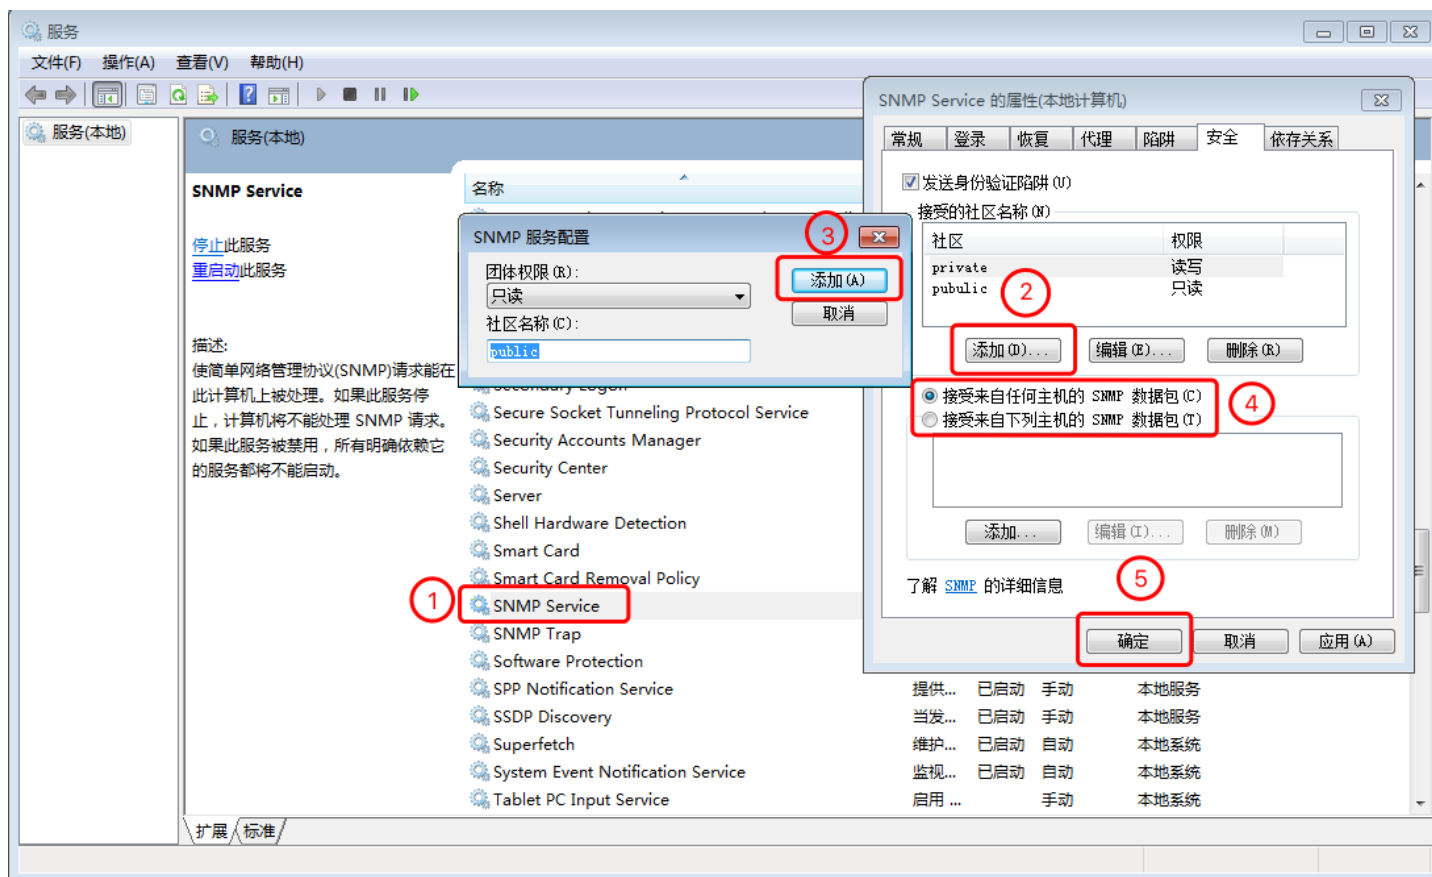 服务
文件(F) 操作(A) 查看(V) 帮助(H)
服务(本地)
服务(本地)
SNMP Service
停止此服务
重启动此服务
描述:
使简单网络管理协议(SNMP)请求能在
此计算机上被处理。如果此服务停
止，计算机将不能处理 SNMP 请求。
如果此服务被禁用，所有明确依赖它
的服务都将不能启动。
名称
Secure Socket Tunneling Protocol Service
Security Accounts Manager
Security Center
Server
Shell Hardware Detection
Smart Card
Smart Card Removal Policy
1
SNMP Service
SNMP Trap
Software Protection
SPP Notification Service 提供... 已启动 手动 本地服务
SSDP Discovery 当发... 已启动 手动 本地服务
Superfetch 维护... 已启动 自动 本地系统
System Event Notification Service 监视... 已启动 自动 本地系统
Tablet PC Input Service 启用 ... 手动 本地系统
扩展 标准
SNMP 服务配置
3
团体权限(R):
只读
社区名称(C):
public
添加(A)
取消
SNMP Service 的属性(本地计算机)
常规 登录 恢复 代理 陷阱 安全 依存关系
发送身份验证陷阱(U)
接受的社区名称(N)
社区 权限
private 读写
pubulic 只读
2
添加(D)... 编辑(E)... 删除(R)
接受来自任何主机的 SNMP 数据包(C)
接受来自下列主机的 SNMP 数据包(T)
4
添加... 编辑(I)... 删除(M)
了解 SNMP 的详细信息
5
确定 取消 应用(A)